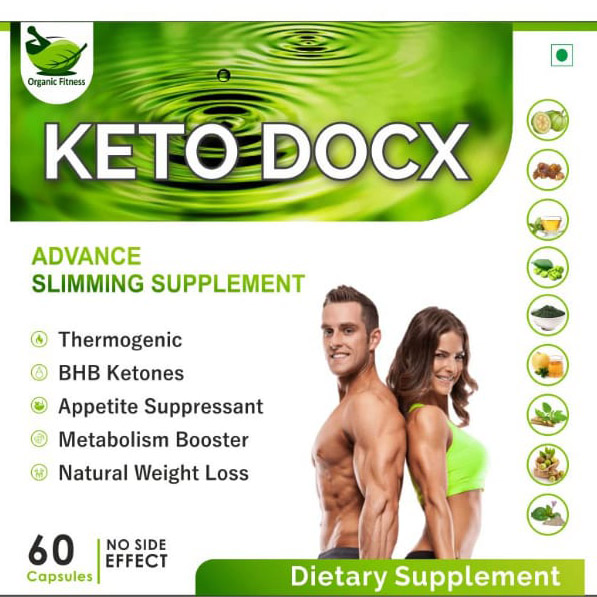 Organic Fitness
KETO DOCX
ADVANCE
SLIMMING SUPPLEMENT
Thermogenic
BHB Ketones
Appetite Suppressant
Metabolism Booster
Natural Weight Loss
60
Capsules
NO SIDE
EFFECT
Dietary Supplement